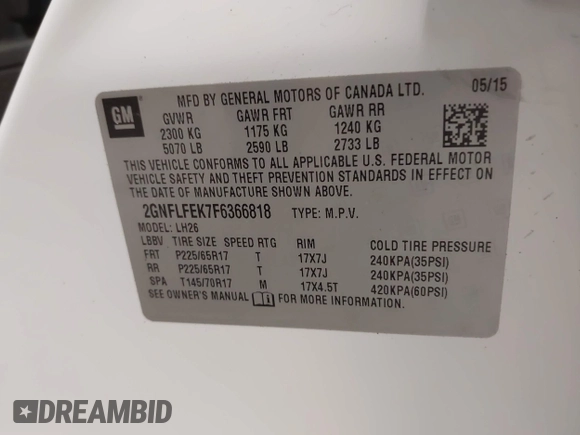 GM
MFD BY GENERAL MOTORS OF CANADA LTD. 05/15
GVWR GAWR FRT GAWR RR
2300 KG 1175 KG 1240 KG
5070 LB 2590 LB 2733 LB
THIS VEHICLE CONFORMS TO ALL APPLICABLE U.S. FEDERAL MOTOR
VEHICLE SAFETY AND THEFT PREVENTION STANDARDS IN EFFECT ON
THE DATE OF MANUFACTURE SHOWN ABOVE.
2GNFLFEK7F6366818 TYPE: M.P.V.
MODEL: LH26
LBBV TIRE SIZE SPEED RTG RIM COLD TIRE PRESSURE
FRT P225/65R17 T 17X7J 240KPA(35PSI)
RR P225/65R17 T 17X7J 240KPA(35PSI)
SPA T145/70R17 M 17X4.5T 420KPA(60PSI)
SEE OWNER'S MANUAL FOR MORE INFORMATION.
DREAMBID